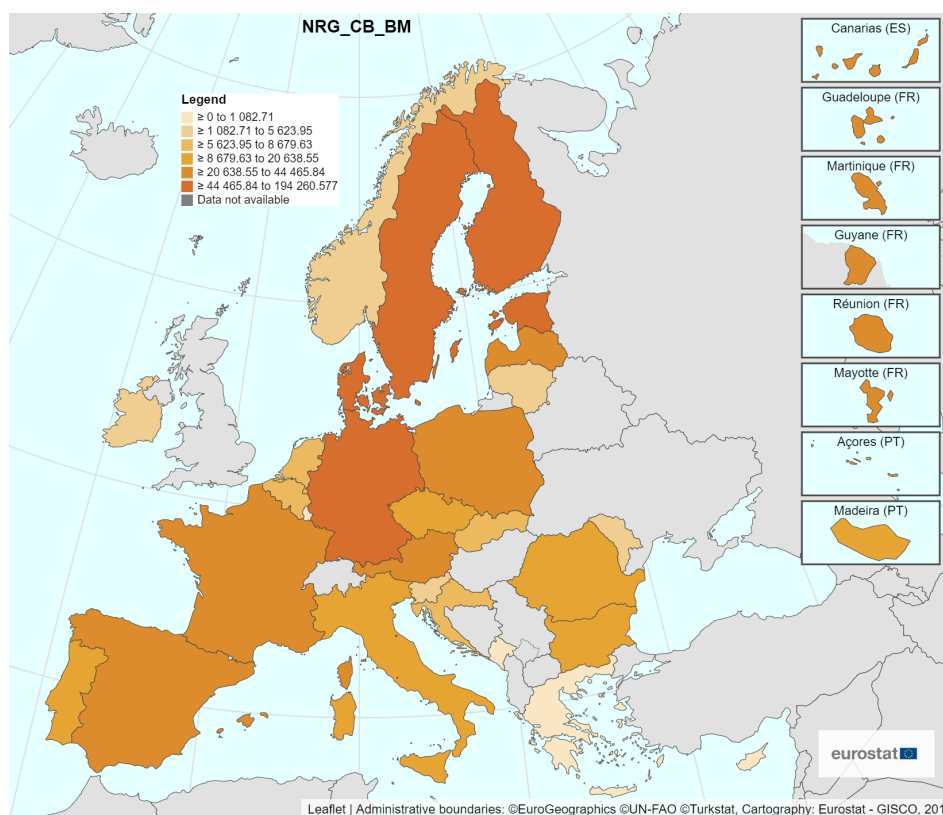 NRG_CB_BM
Legend
≥ 0 to 1 082.71
≥ 1 082.71 to 5 623.95
≥ 5 623.95 to 8 679.63
≥ 8 679.63 to 20 638.55
≥ 20 638.55 to 44 465.84
≥ 44 465.84 to 194 260.577
Data not available
Canarias (ES)
Guadeloupe (FR)
Martinique (FR)
Guyane (FR)
Réunion (FR)
Mayotte (FR)
Açores (PT)
Madeira (PT)
eurostat
Leaflet | Administrative boundaries: ©EuroGeographics ©UN-FAO ©Turkstat, Cartography: Eurostat - GISCO, 201